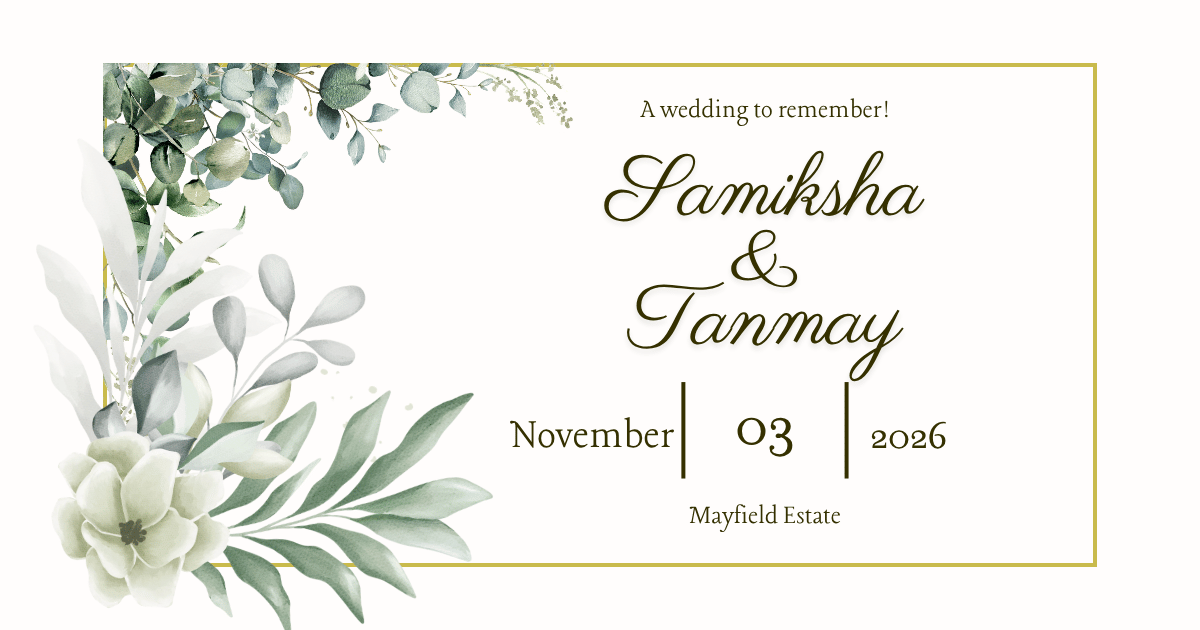 A wedding to remember!
Samiksha
&
Tanmay
November 03 2026
Mayfield Estate